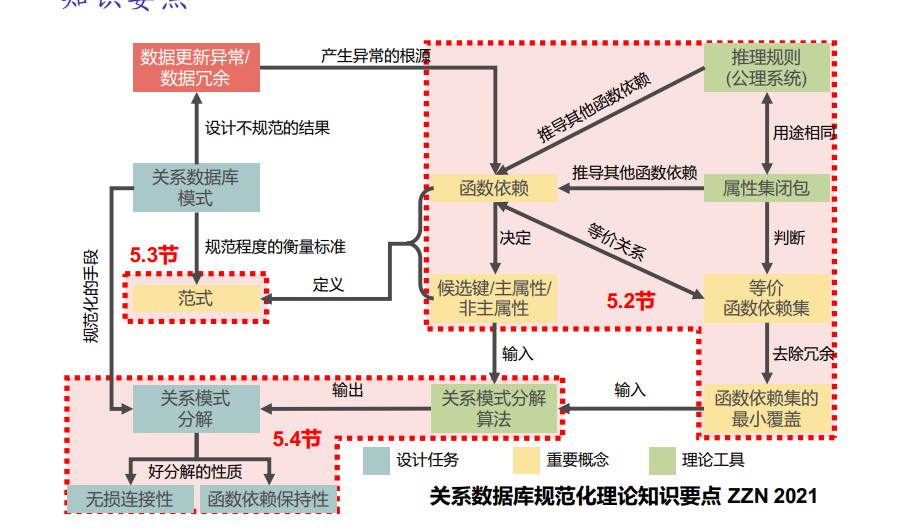 知识要点
数据更新异常/
数据冗余
产生异常的根源
推理规则
(公理系统)
推导其他函数依赖
设计不规范的结果
用途相同
关系数据库
模式
函数依赖
推导其他函数依赖
属性集闭包
5.3节
规范程度的衡量标准
决定
等价关系
判断
规范化的手段
范式
定义
候选键/主属性/
非主属性
5.2节
等价
函数依赖集
输入
去除冗余
关系模式
分解
输出
关系模式分解
算法
输入
函数依赖集的
最小覆盖
5.4节
好分解的性质
设计任务
重要概念
理论工具
无损连接性
函数依赖保持性
关系数据库规范化理论知识要点 ZZN 2021